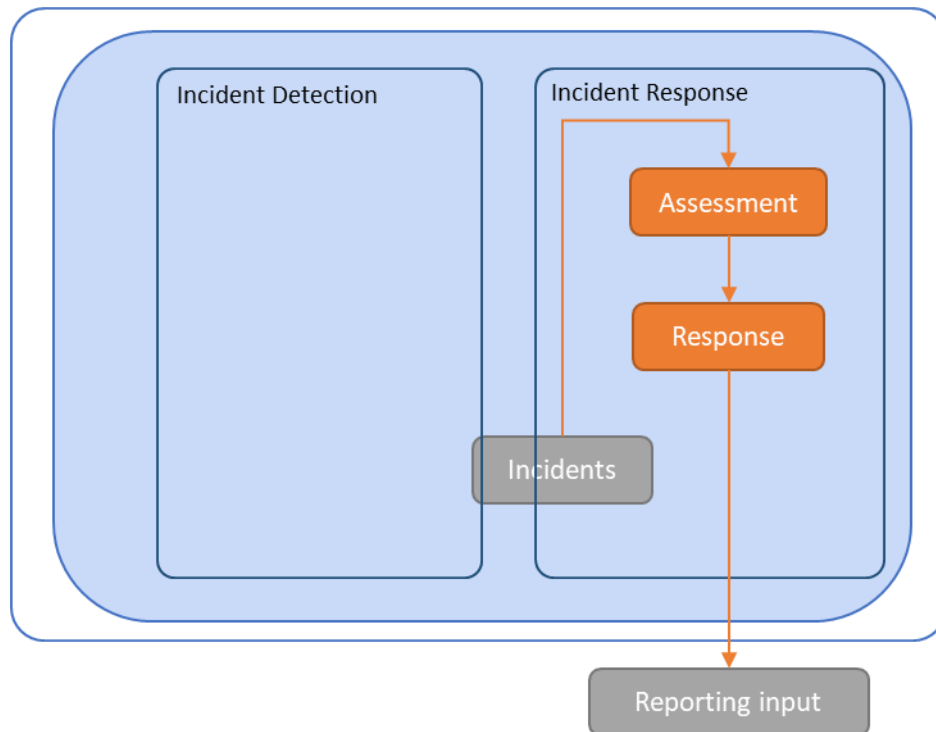 Incident Detection
Incident Response
Assessment
Response
Incidents
Reporting input